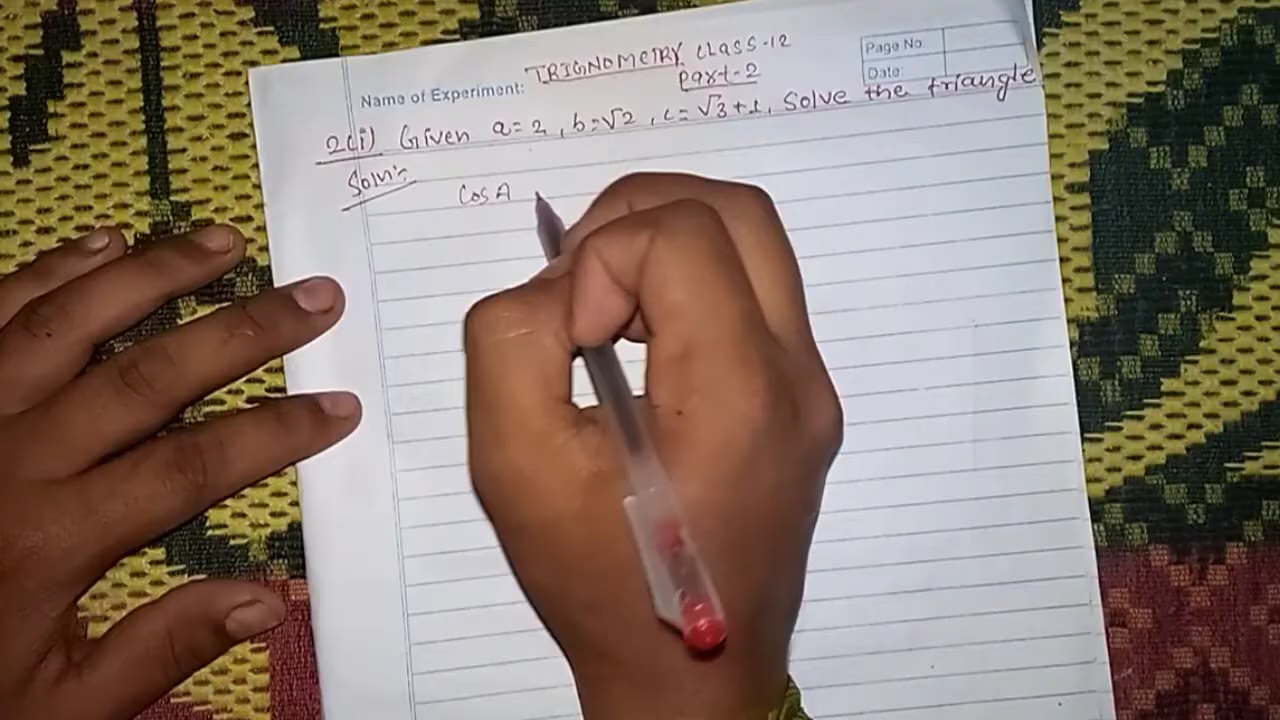 TRIGNOMETRY CLASS-12
Part-2
Name of Experiment:
Page No.
Date:
2(i) Given a=2, b=√2, c=√3+1, Solve the triangle
Soln:-
Cos A